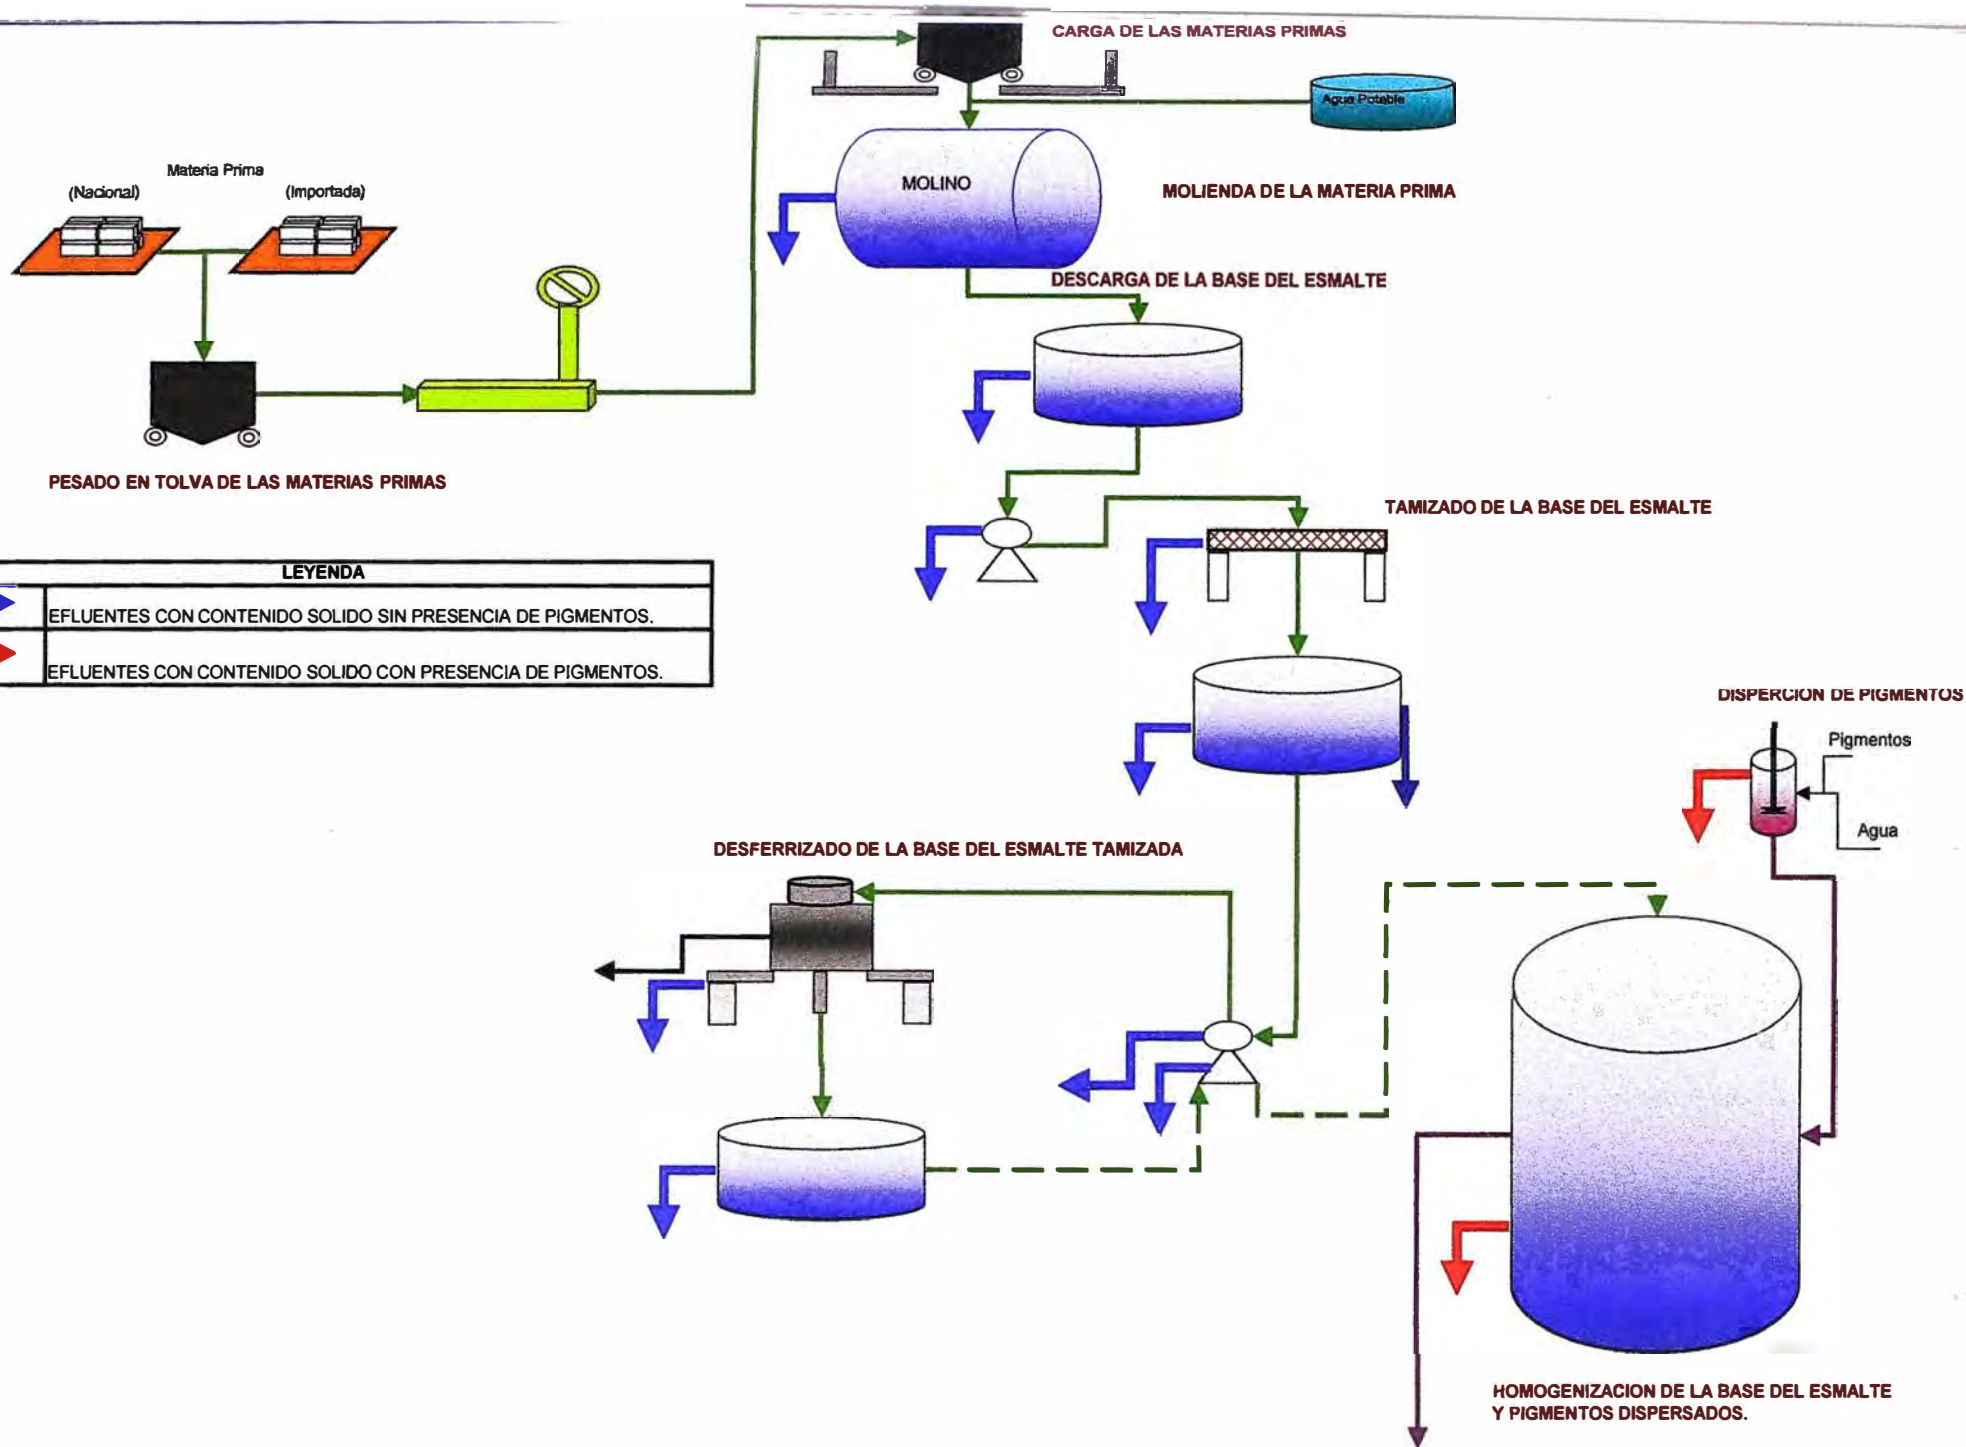 CARGA DE LAS MATERIAS PRIMAS
Agua Potable
Materia Prima
(Nacional)
(Importada)
MOLINO
MOLIENDA DE LA MATERIA PRIMA
DESCARGA DE LA BASE DEL ESMALTE
PESADO EN TOLVA DE LAS MATERIAS PRIMAS
TAMIZADO DE LA BASE DEL ESMALTE
LEYENDA
EFLUENTES CON CONTENIDO SOLIDO SIN PRESENCIA DE PIGMENTOS.
EFLUENTES CON CONTENIDO SOLIDO CON PRESENCIA DE PIGMENTOS.
DISPERCION DE PIGMENTOS
Pigmentos
Agua
DESFERRIZADO DE LA BASE DEL ESMALTE TAMIZADA
HOMOGENIZACION DE LA BASE DEL ESMALTE
Y PIGMENTOS DISPERSADOS.